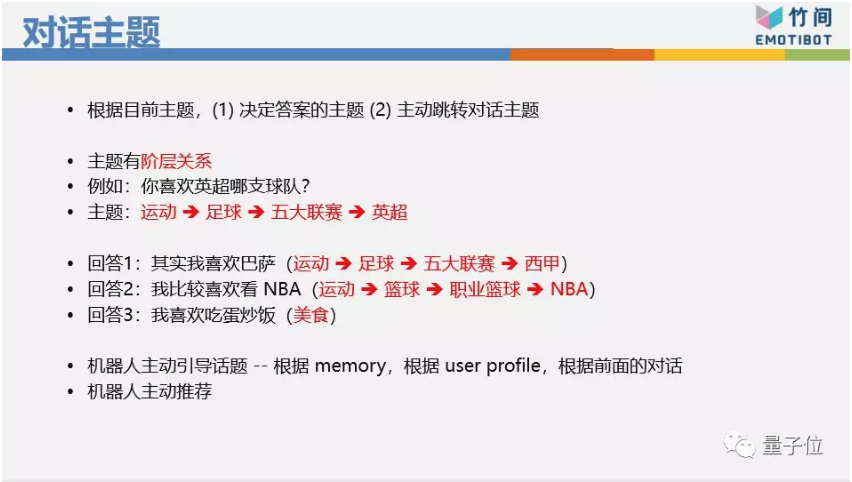 对话主题
竹间
EMOTIBOT
• 根据目前主题，(1) 决定答案的主题 (2) 主动跳转对话主题
• 主题有阶层关系
• 例如：你喜欢英超哪支球队？
• 主题：运动 ➔ 足球 ➔ 五大联赛 ➔ 英超
• 回答1：其实我喜欢巴萨（运动 ➔ 足球 ➔ 五大联赛 ➔ 西甲）
• 回答2：我比较喜欢看 NBA（运动 ➔ 篮球 ➔ 职业篮球 ➔ NBA）
• 回答3：我喜欢吃蛋炒饭（美食）
• 机器人主动引导话题 -- 根据 memory，根据 user profile，根据前面的对话
• 机器人主动推荐
量子位